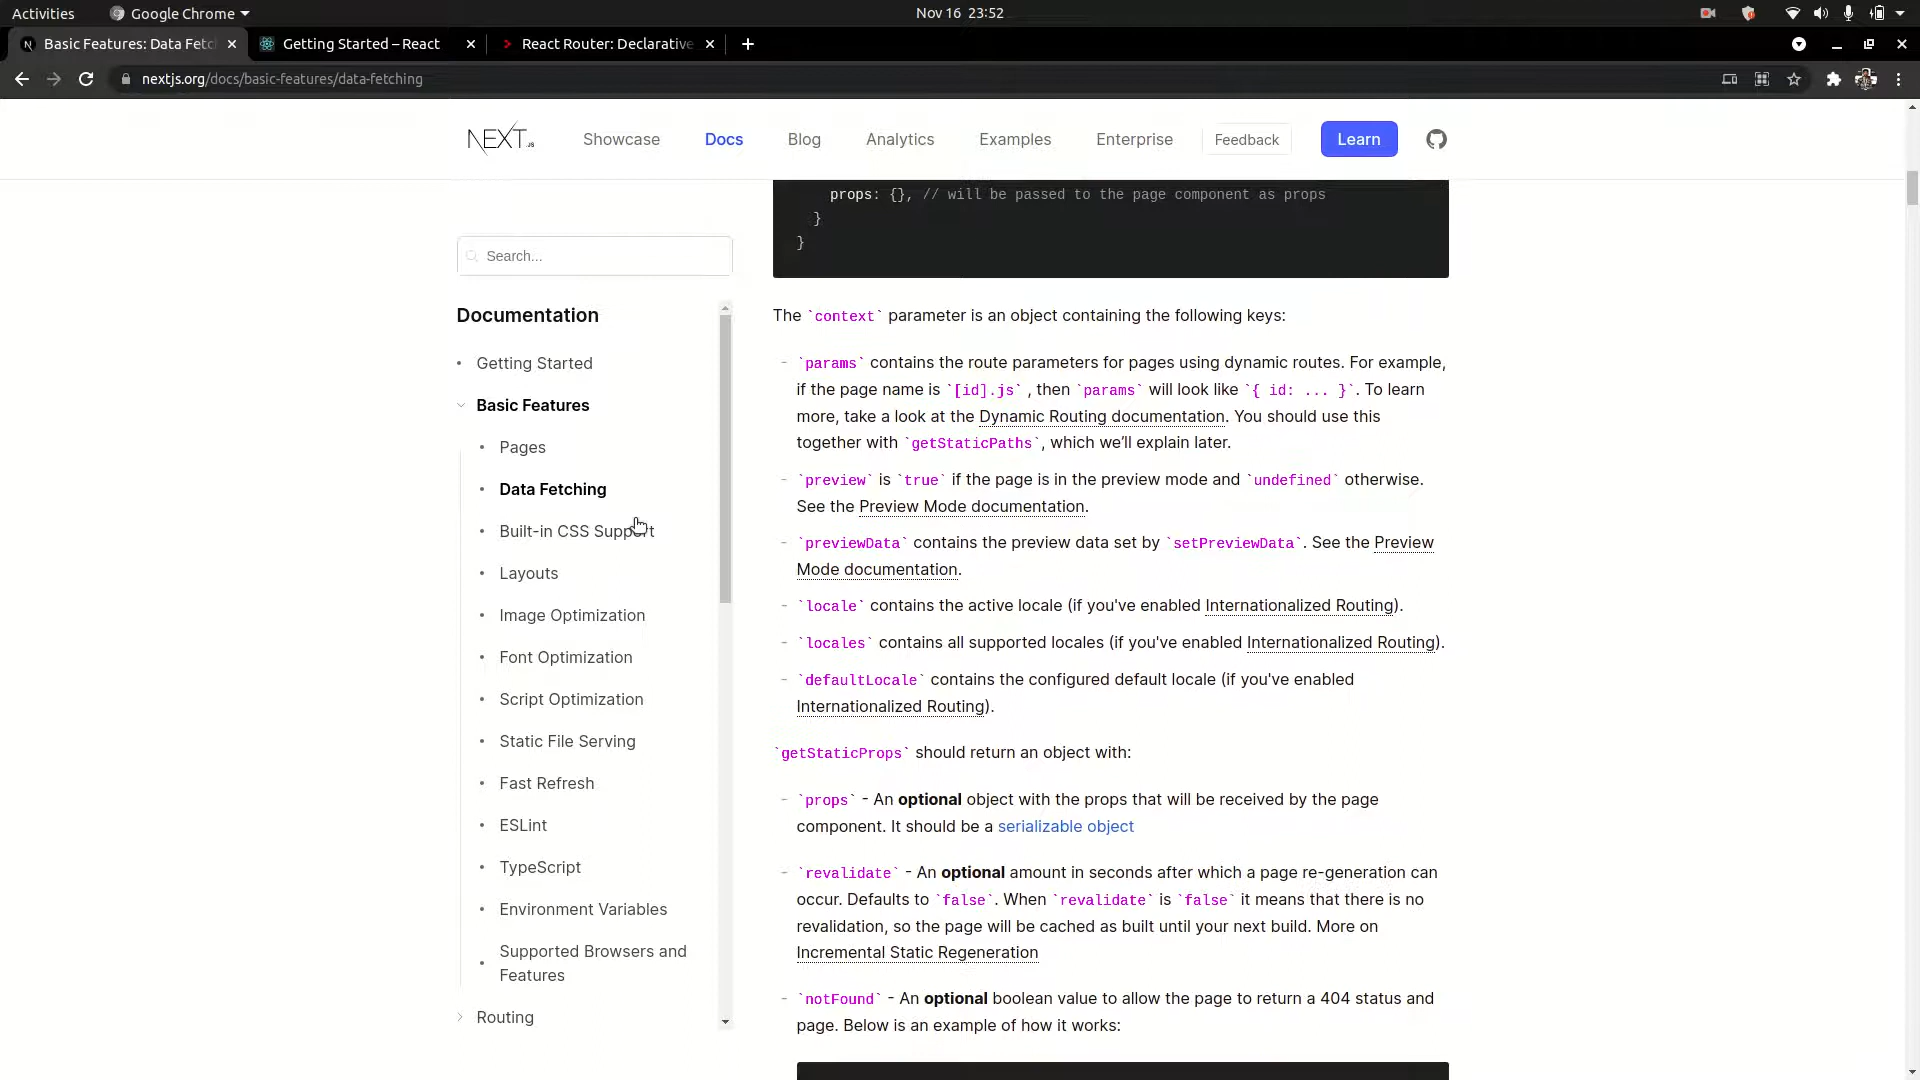 Activities
Google Chrome
Nov 16 23:52
Basic Features: Data Fetc
Getting Started – React
React Router: Declarative
nextjs.org/docs/basic-features/data-fetching
NEXT.JS
Showcase
Docs
Blog
Analytics
Examples
Enterprise
Feedback
Learn
Search...
Documentation
Getting Started
Basic Features
Pages
Data Fetching
Built-in CSS Support
Layouts
Image Optimization
Font Optimization
Script Optimization
Static File Serving
Fast Refresh
ESLint
TypeScript
Environment Variables
Supported Browsers and
Features
Routing
props: {}, // will be passed to the page component as props
}
}
The `context` parameter is an object containing the following keys:
- `params` contains the route parameters for pages using dynamic routes. For example,
if the page name is `[id].js` , then `params` will look like `{ id: ... }`. To learn
more, take a look at the Dynamic Routing documentation. You should use this
together with `getStaticPaths`, which we’ll explain later.
- `preview` is `true` if the page is in the preview mode and `undefined` otherwise.
See the Preview Mode documentation.
- `previewData` contains the preview data set by `setPreviewData`. See the Preview
Mode documentation.
- `locale` contains the active locale (if you've enabled Internationalized Routing).
- `locales` contains all supported locales (if you've enabled Internationalized Routing).
- `defaultLocale` contains the configured default locale (if you've enabled
Internationalized Routing).
`getStaticProps` should return an object with:
- `props` - An optional object with the props that will be received by the page
component. It should be a serializable object
- `revalidate` - An optional amount in seconds after which a page re-generation can
occur. Defaults to `false`. When `revalidate` is `false` it means that there is no
revalidation, so the page will be cached as built until your next build. More on
Incremental Static Regeneration
- `notFound` - An optional boolean value to allow the page to return a 404 status and
page. Below is an example of how it works: